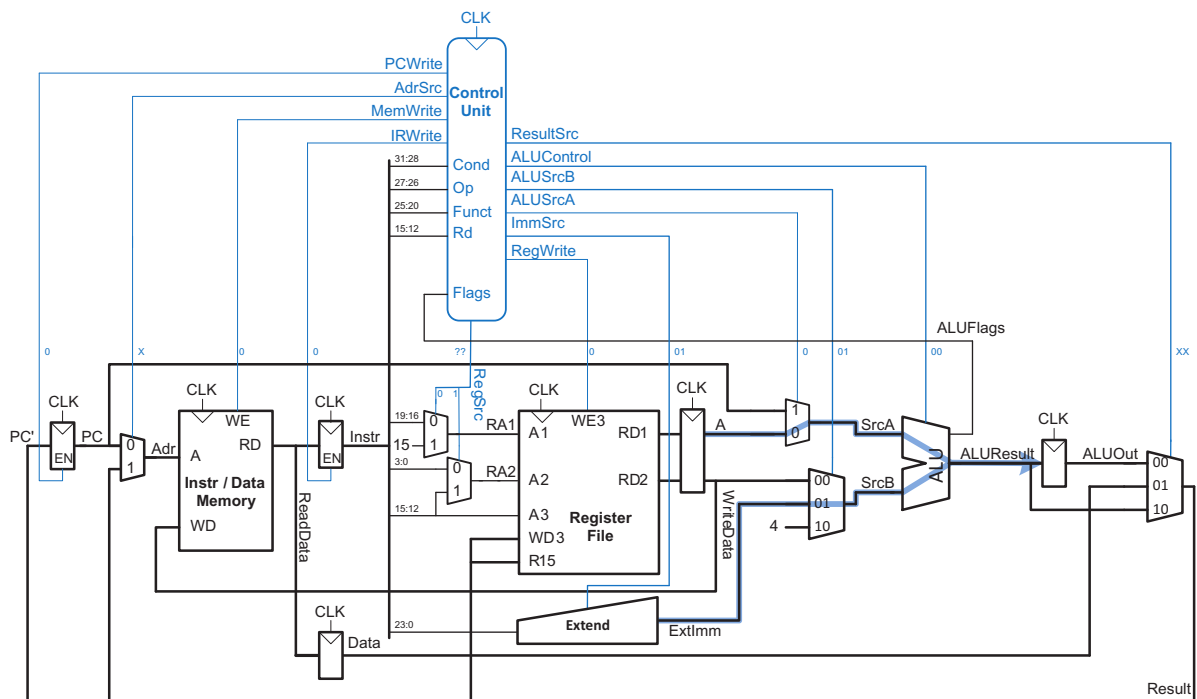 CLK
PCWrite
AdrSrc
Control
Unit
MemWrite
IRWrite
ResultSrc
31:28
Cond
ALUControl
27:26
Op
ALUSrcB
25:20
Funct
ALUSrcA
15:12
Rd
ImmSrc
RegWrite
Flags
ALUFlags
0
X
0
0
??
0
01
0
01
00
XX
CLK
CLK
CLK
0 1
RegSrc
CLK
CLK
CLK
PC'
PC
EN
0
1
Adr
WE
RD
A
Instr / Data
Memory
WD
EN
Instr
ReadData
19:16
15
0
1
RA1
3:0
0
1
RA2
15:12
A1
A2
A3
WD3
R15
WE3
RD1
RD2
Register
File
A
WriteData
1
0
SrcA
00
01
10
4
SrcB
ALU
ALUResult
ALUOut
00
01
10
CLK
Data
23:0
Extend
ExtImm
Result